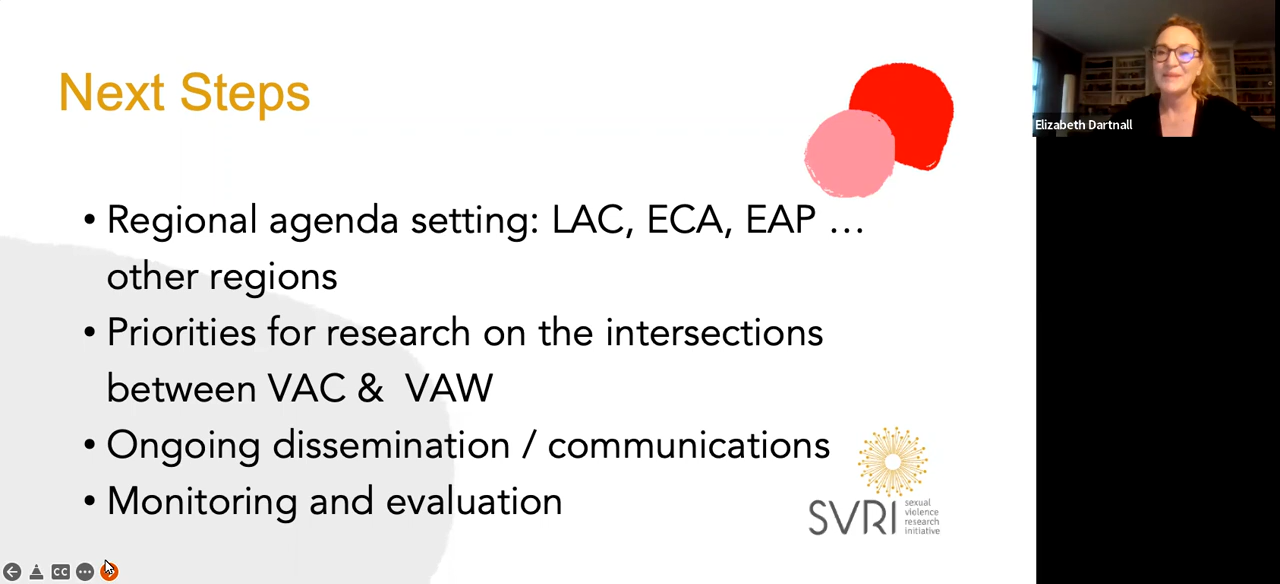 Next Steps
• Regional agenda setting: LAC, ECA, EAP …
other regions
• Priorities for research on the intersections
between VAC & VAW
• Ongoing dissemination / communications
• Monitoring and evaluation
SVRI
sexual
violence
research
initiative
Elizabeth Dartnall
CC